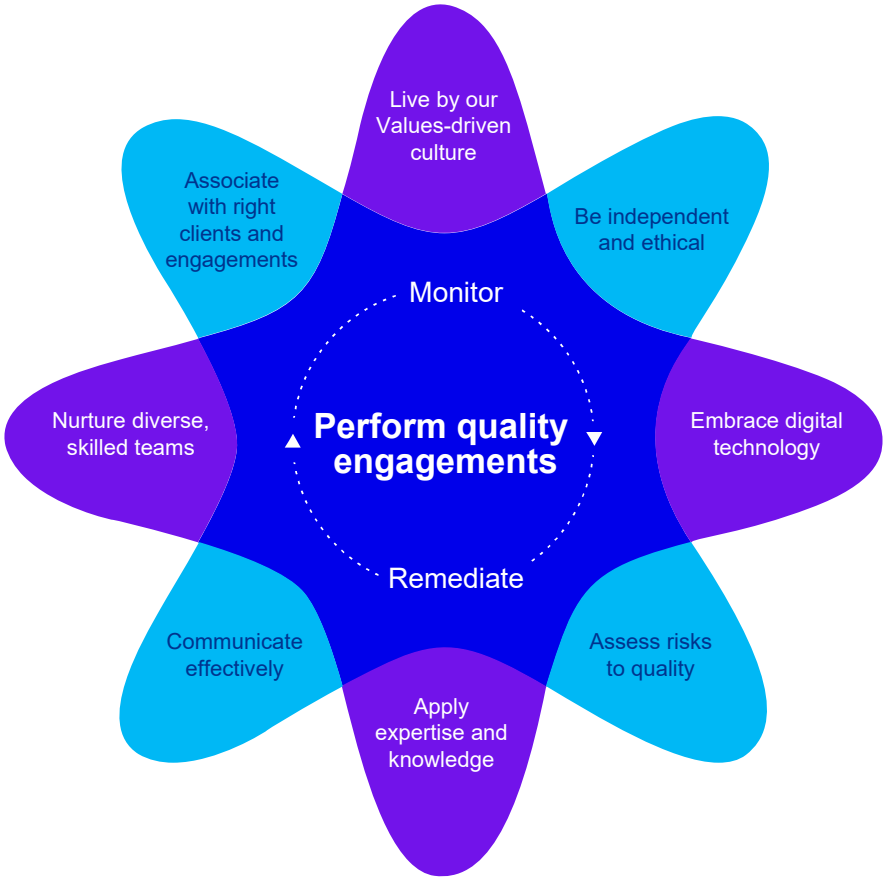 Live by our
Values-driven
culture
Associate
with right
clients and
engagements
Be independent
and ethical
Monitor
Nurture diverse,
skilled teams
Perform quality
engagements
Embrace digital
technology
Remediate
Communicate
effectively
Assess risks
to quality
Apply
expertise and
knowledge